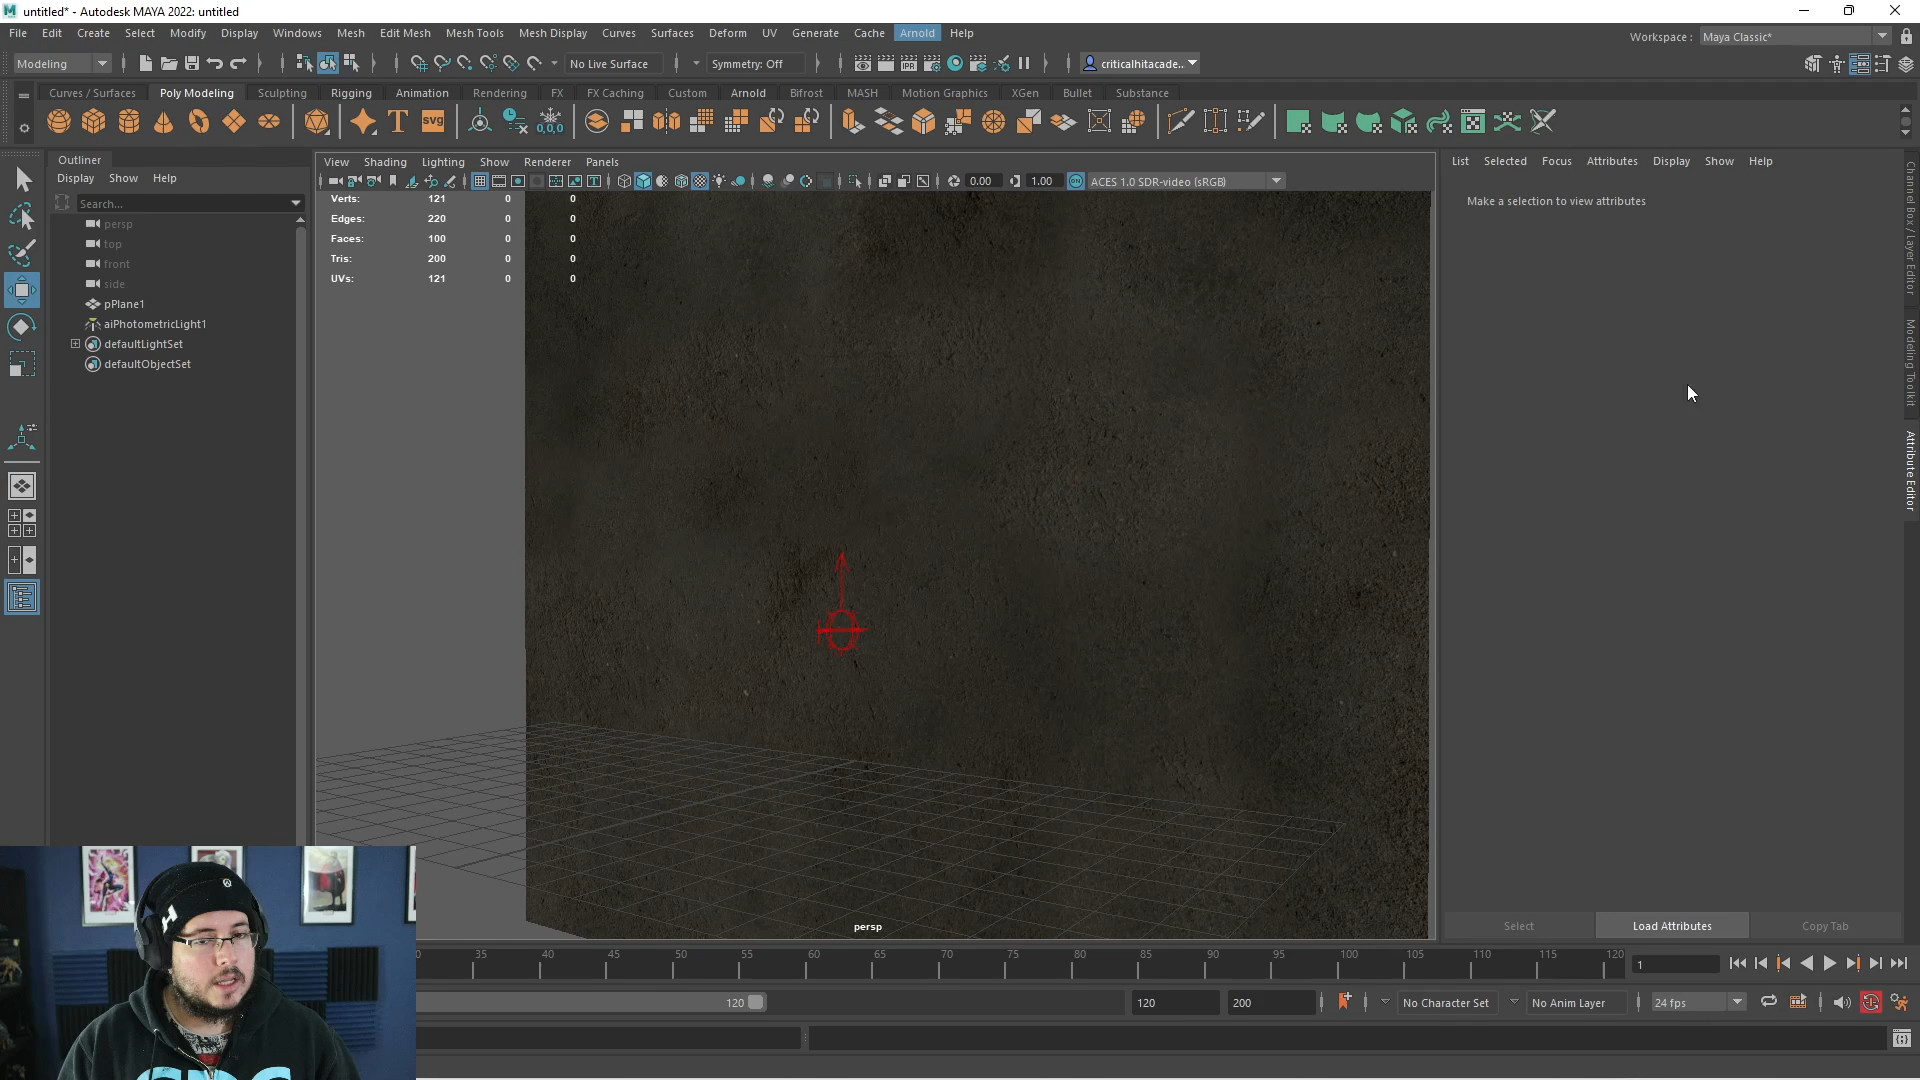 untitled* - Autodesk MAYA 2022: untitled
File Edit Create Select Modify Display Windows Mesh Edit Mesh Mesh Tools Mesh Display Curves Surfaces Deform UV Generate Cache Arnold Help
Workspace : Maya Classic*
Modeling No Live Surface Symmetry: Off criticalhitacade..
Curves / Surfaces Poly Modeling Sculpting Rigging Animation Rendering FX FX Caching Custom Arnold Bifrost MASH Motion Graphics XGen Bullet Substance
Outliner
Display Show Help
Search...
persp
top
front
side
pPlane1
aiPhotometricLight1
defaultLightSet
defaultObjectSet
View Shading Lighting Show Renderer Panels
0.00 1.00 ACES 1.0 SDR-video (sRGB)
Verts: 121 0 0
Edges: 220 0 0
Faces: 100 0 0
Tris: 200 0 0
UVs: 121 0 0
persp
List Selected Focus Attributes Display Show Help
Make a selection to view attributes
Select Load Attributes Copy Tab
Channel Box / Layer Editor
Modeling Toolkit
Attribute Editor
35 40 45 50 55 60 65 70 75 80 85 90 95 100 105 110 115 120
1
120 120 200 No Character Set No Anim Layer 24 fps